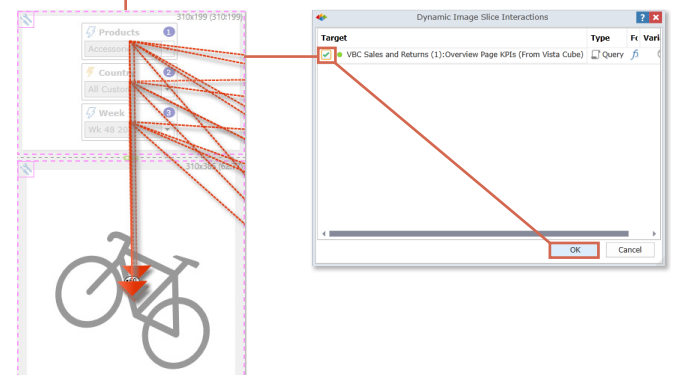 310x199 (310:199)
Products 1
Accessor
Countr 2
All Custom
Week 3
Wk 48 20
310x38
Dynamic Image Slice Interactions
? X
Target Type Fc Vari
VBC Sales and Returns (1):Overview Page KPIs (From Vista Cube) Query
OK Cancel